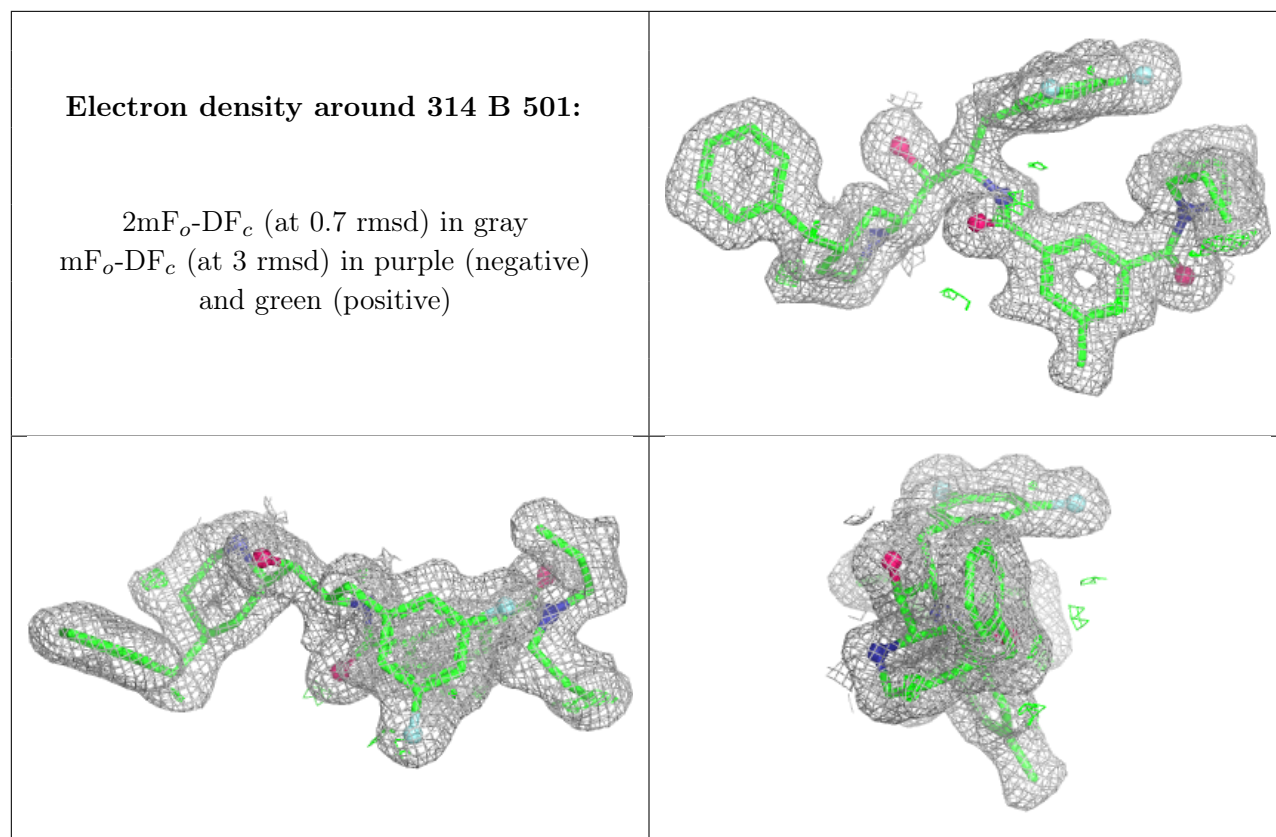 Electron density around 314 B 501:
2mFₒ-DF𝒸 (at 0.7 rmsd) in gray
mFₒ-DF𝒸 (at 3 rmsd) in purple (negative)
and green (positive)